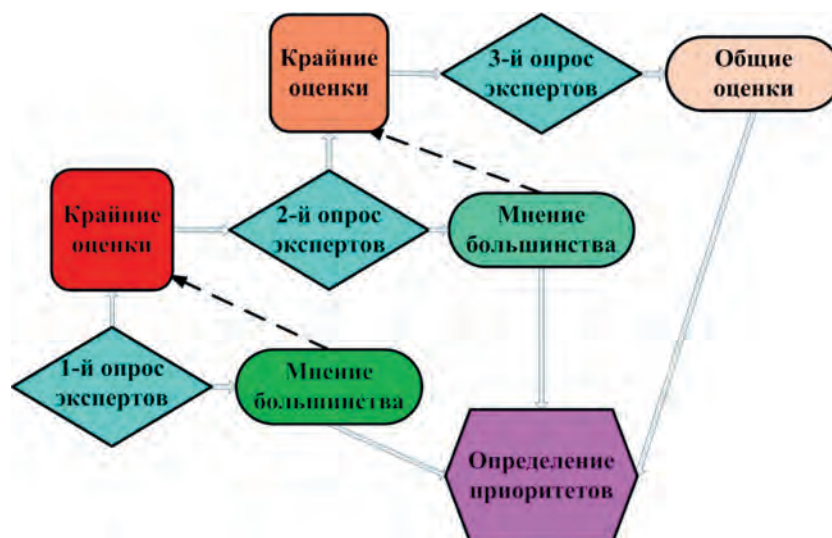 Крайние
оценки
3-й опрос
экспертов
Общие
оценки
Крайние
оценки
2-й опрос
экспертов
Мнение
большинства
1-й опрос
экспертов
Мнение
большинства
Определение
приоритетов